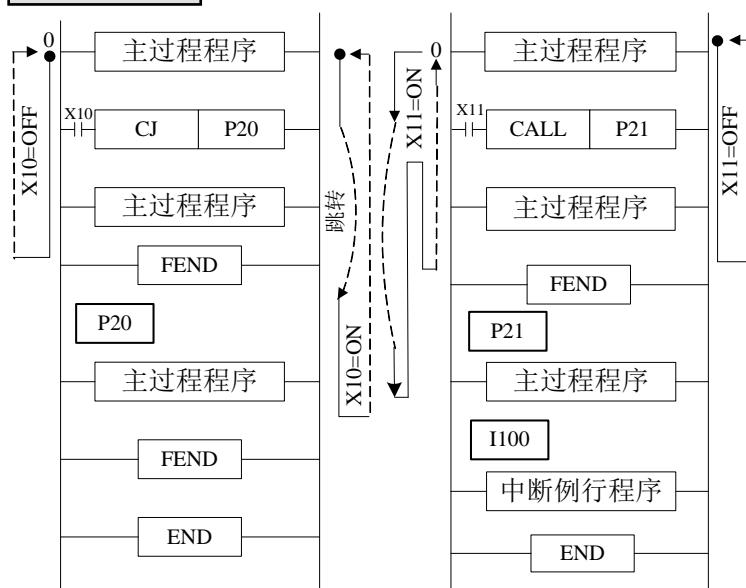 0
主过程程序
X10=OFF
X10
CJ P20
主过程程序
FEND
P20
主过程程序
FEND
END
跳转
X10=ON
0
主过程程序
X11=ON
X11
CALL P21
X11=OFF
主过程程序
FEND
P21
主过程程序
I100
中断例行程序
END